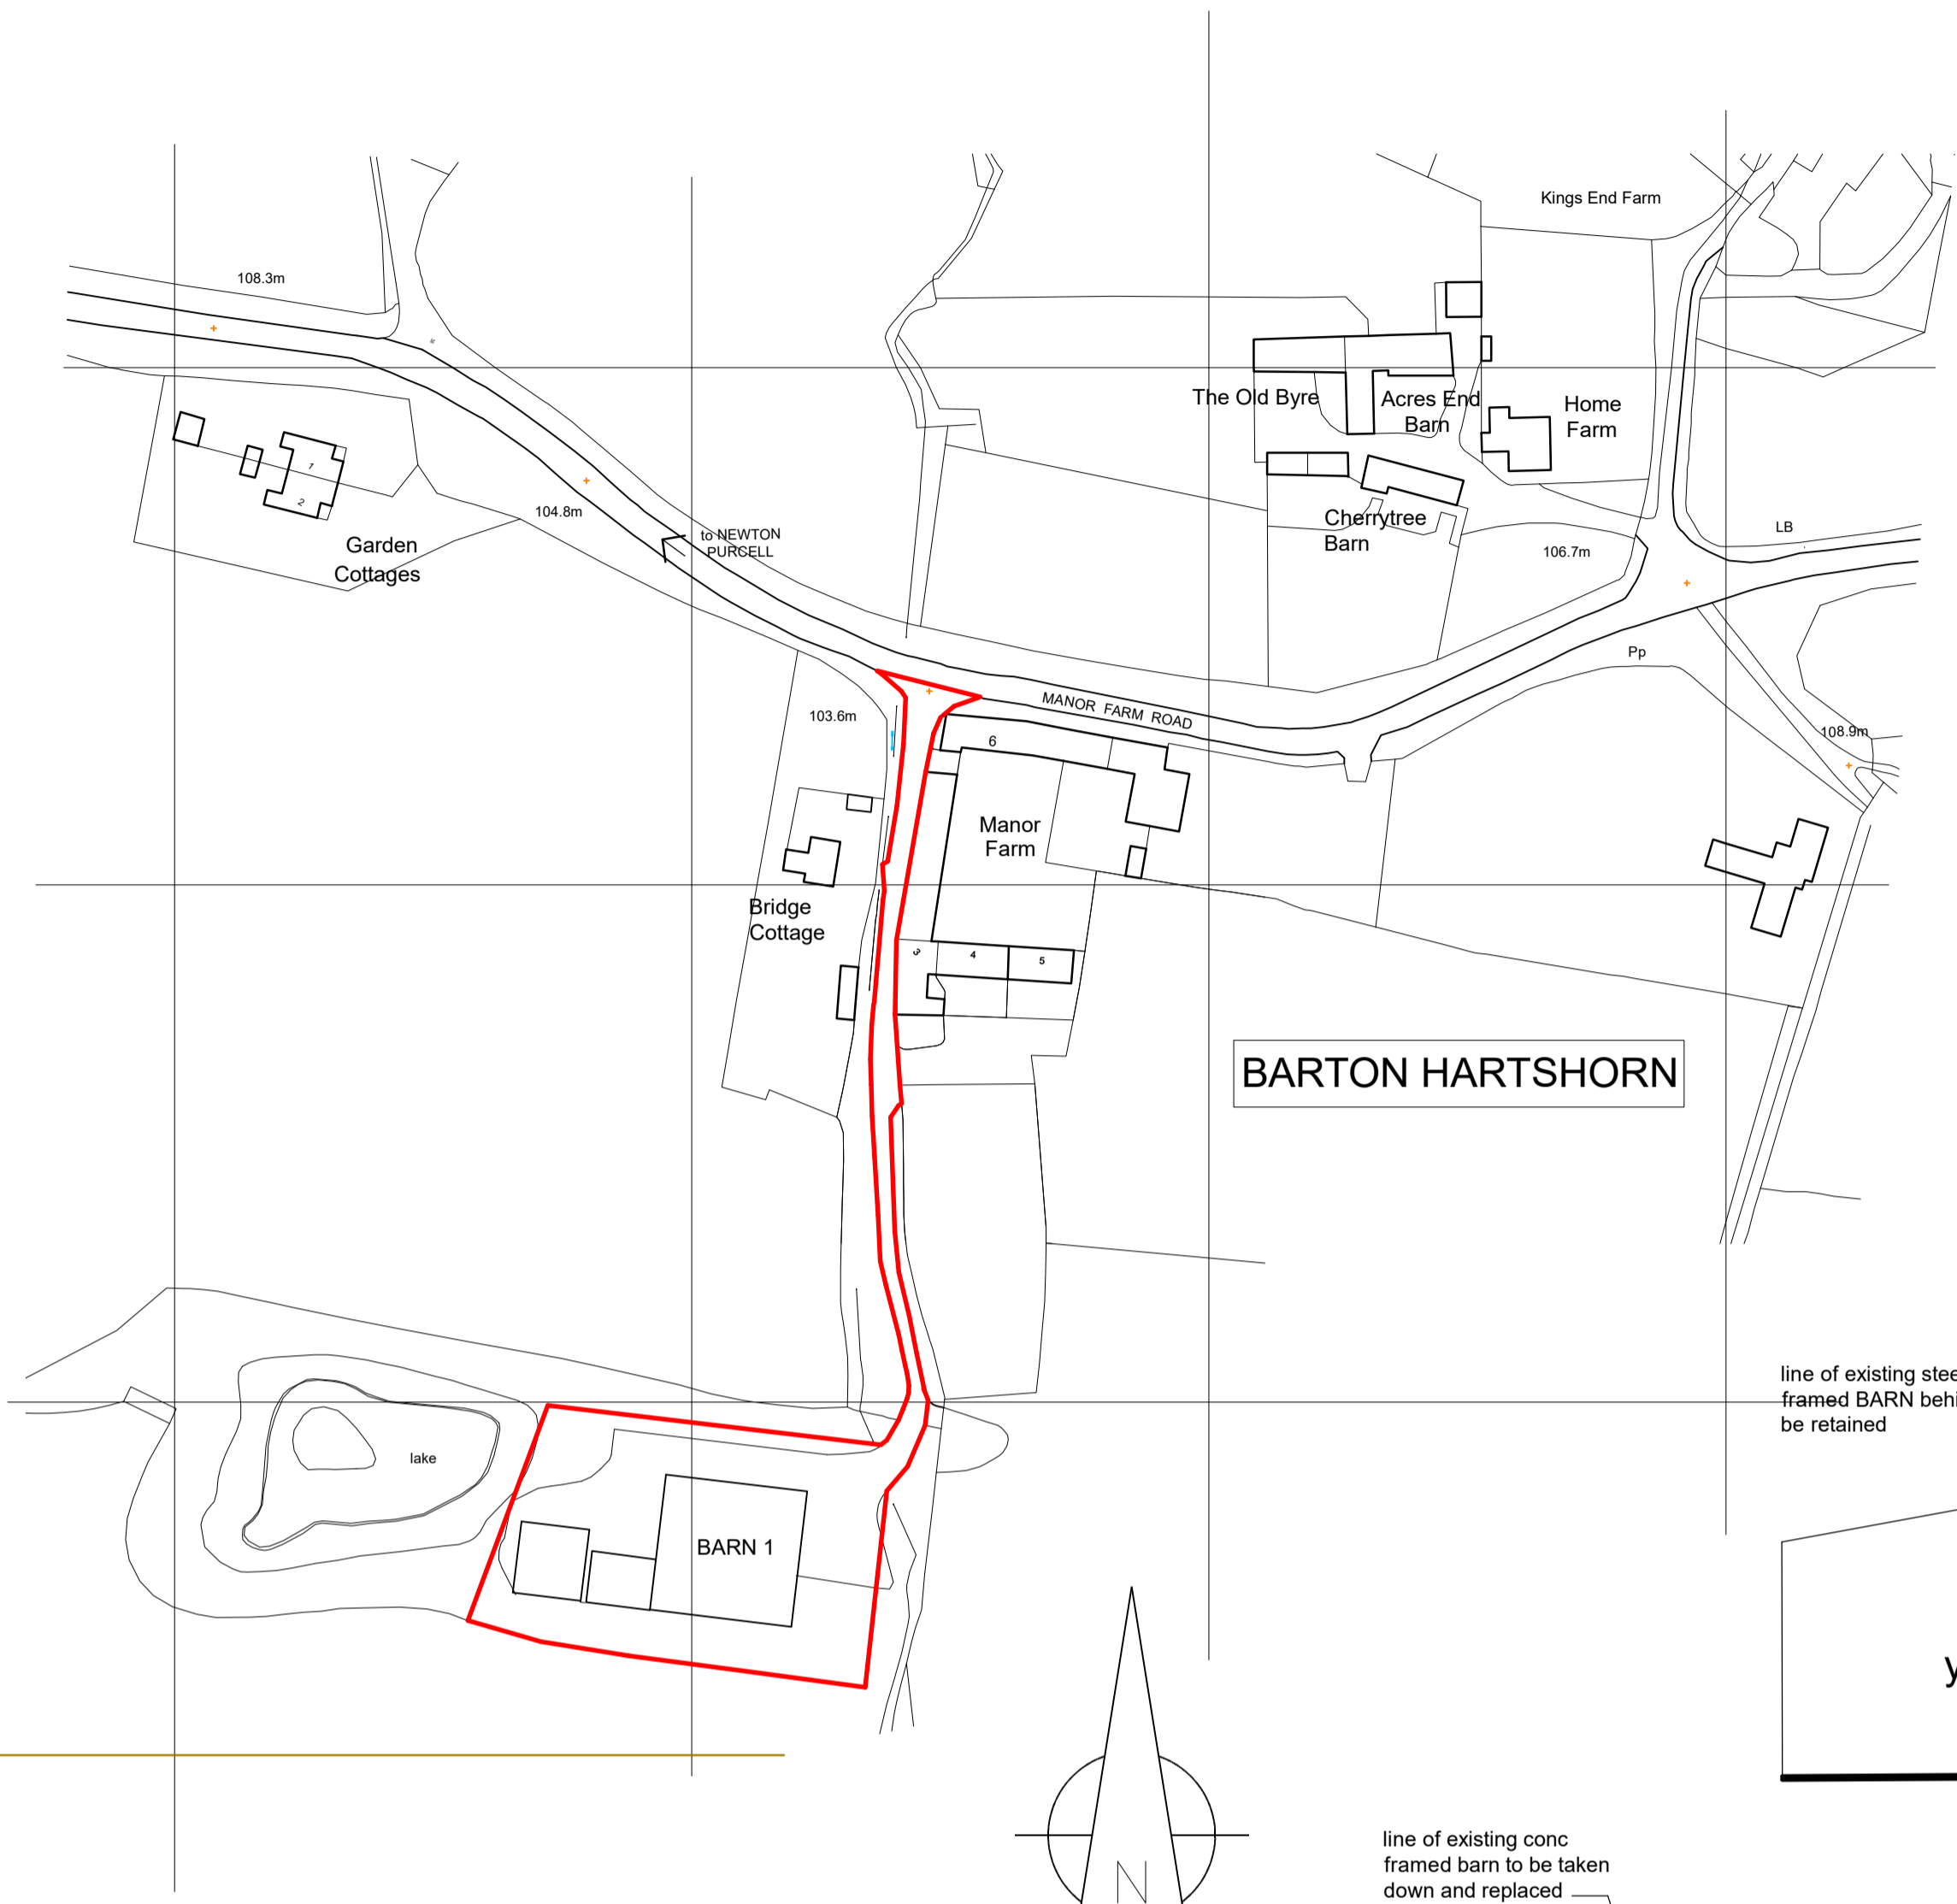 Kings End Farm
108.3m
The Old Byre
Acres End
Barn
Home
Farm
1
2
104.8m
to NEWTON
PURCELL
Garden
Cottages
Cherrytree
Barn
LB
106.7m
Pp
MANOR FARM ROAD
103.6m
6
108.9m
Manor
Farm
Bridge
Cottage
3
4
5
BARTON HARTSHORN
line of existing
framed BARN
be retained
lake
BARN 1
line of existing conc
framed barn to be taken
down and replaced
N